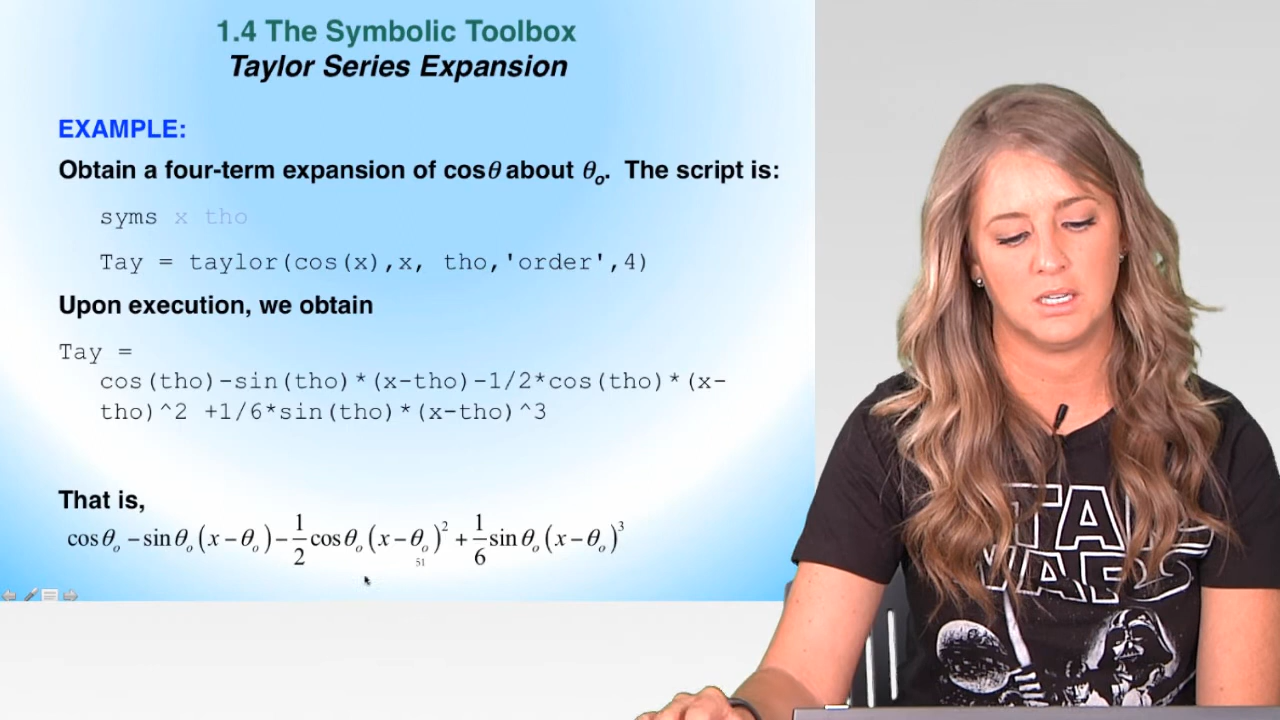 1.4 The Symbolic Toolbox
Taylor Series Expansion
EXAMPLE:
Obtain a four-term expansion of cosθ about θₒ. The script is:
syms x tho
Tay = taylor(cos(x),x, tho,'order',4)
Upon execution, we obtain
Tay =
cos(tho)-sin(tho)*(x-tho)-1/2*cos(tho)*(x-
tho)^2 +1/6*sin(tho)*(x-tho)^3
That is,
cosθₒ − sinθₒ(x−θₒ) − 1/2 cosθₒ(x−θₒ)² + 1/6 sinθₒ(x−θₒ)³
51
STAR
WARS